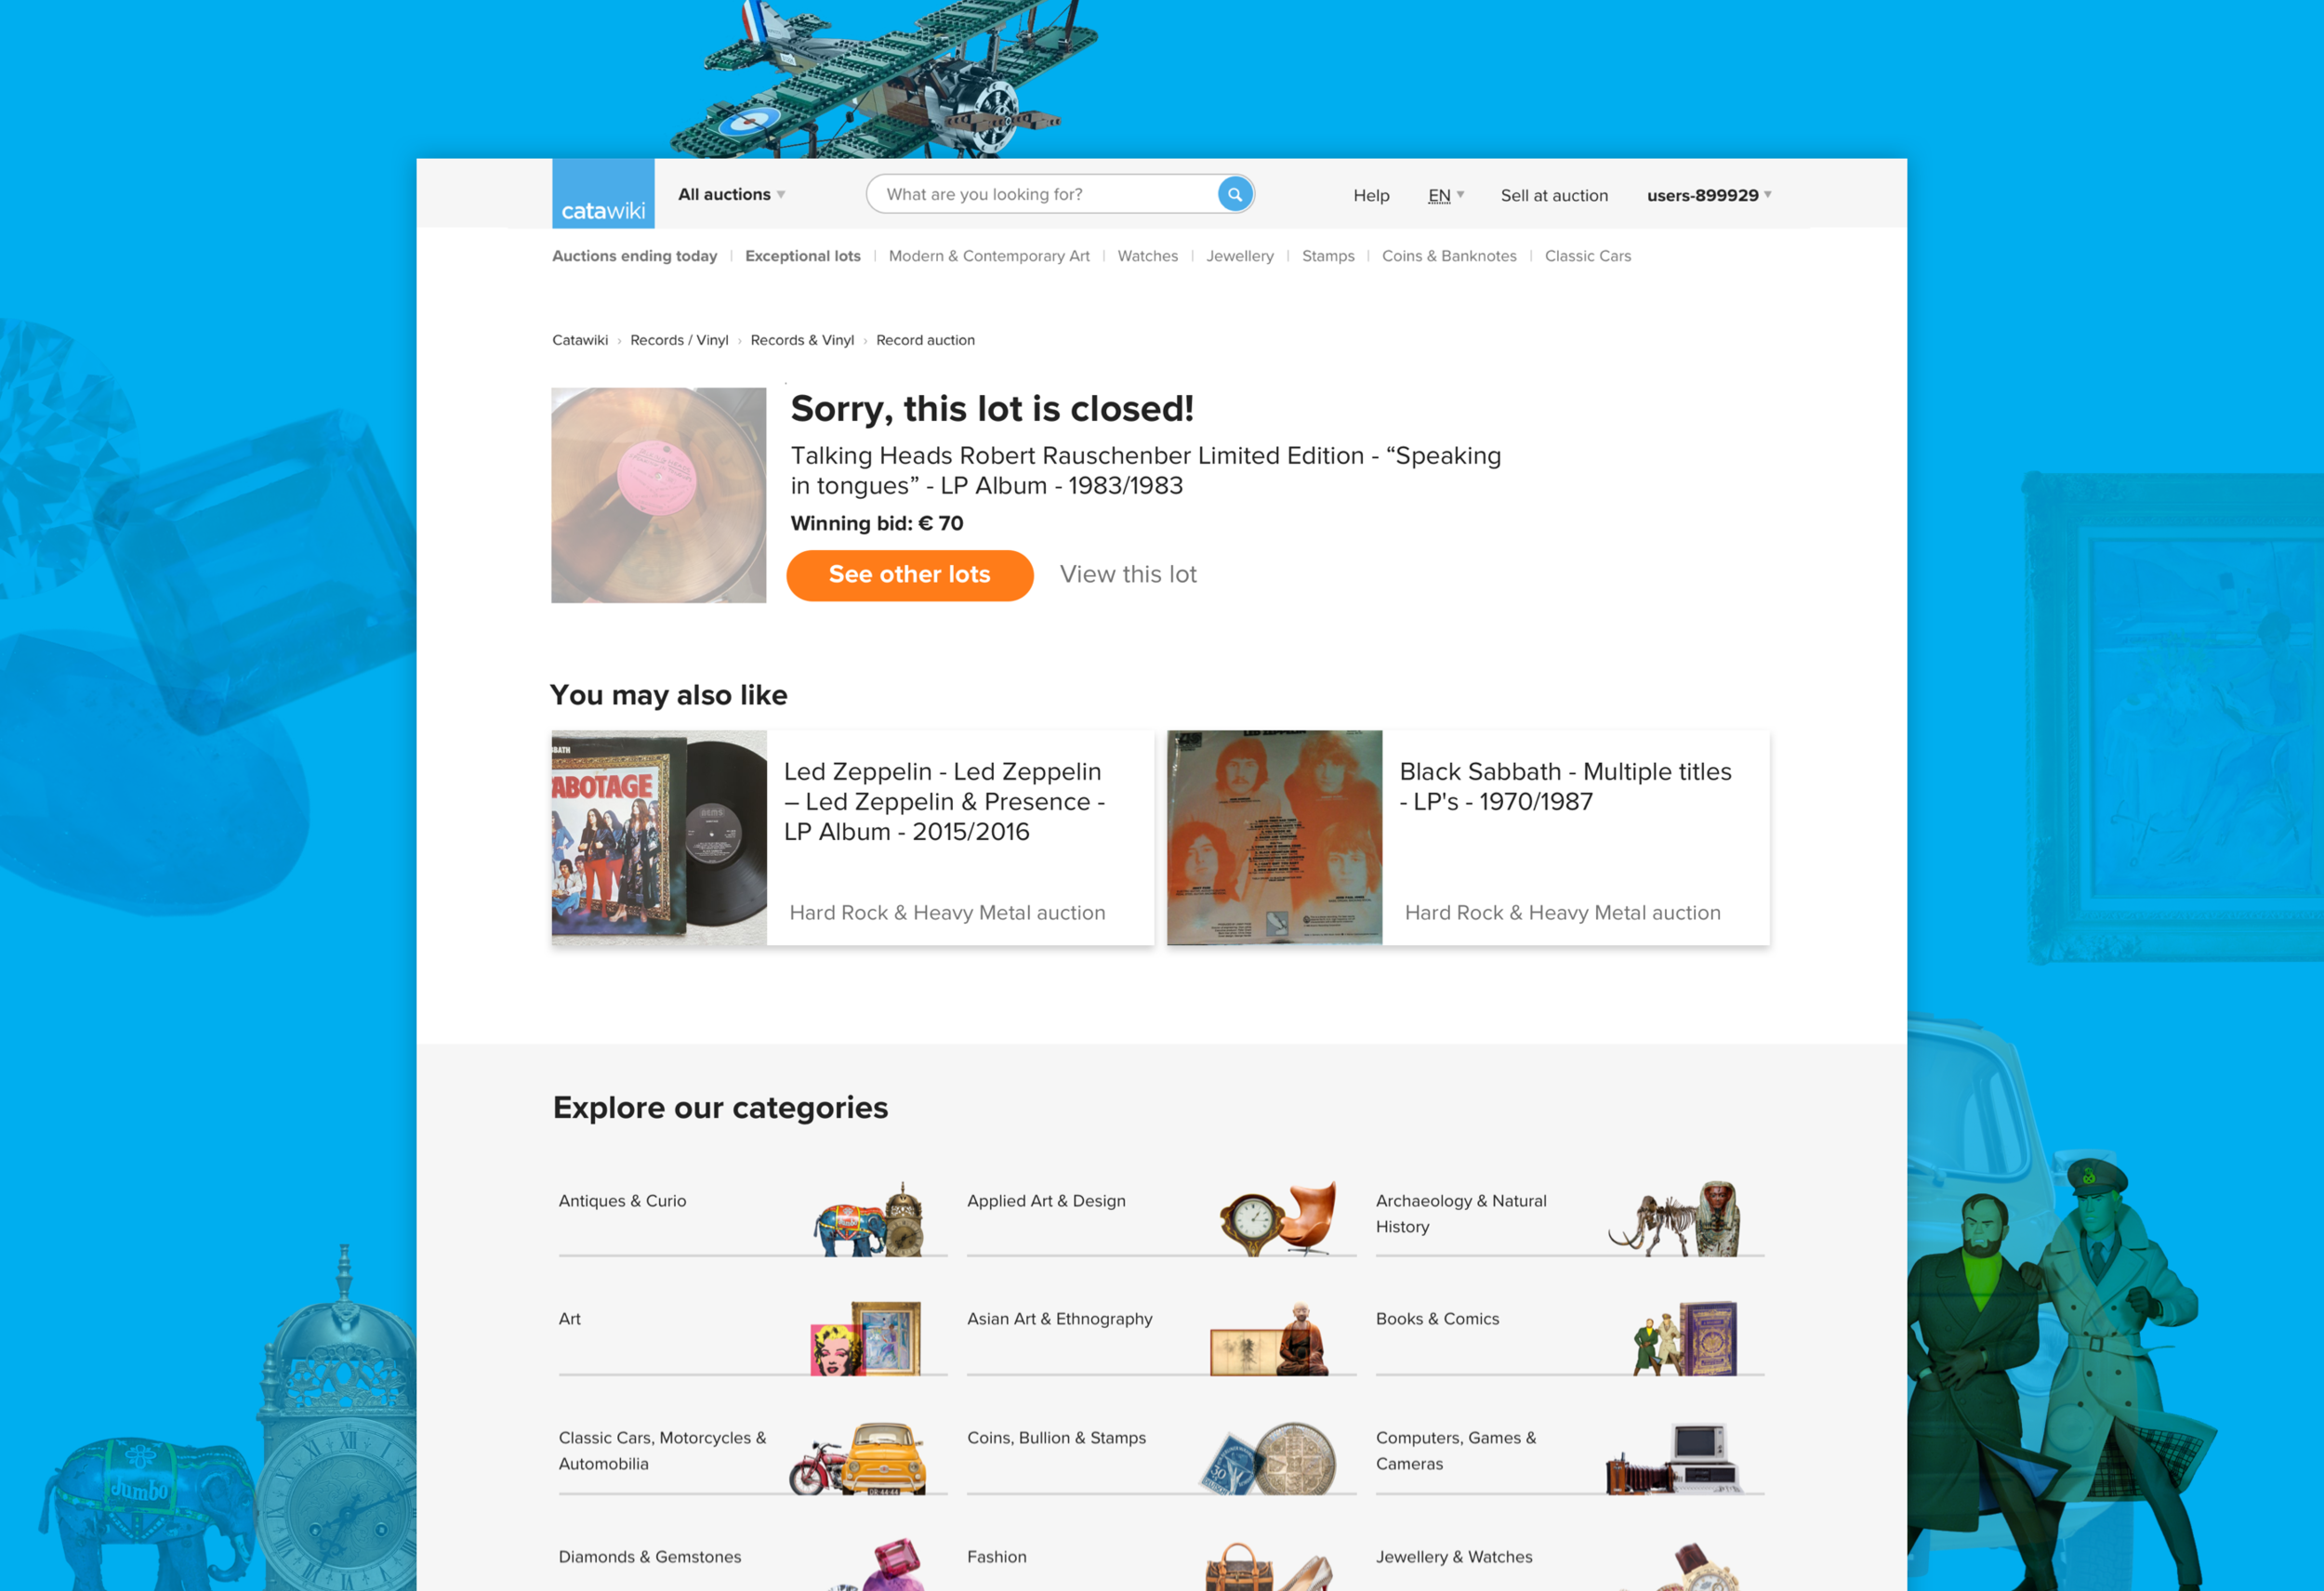 catawiki
All auctions
What are you looking for?
Help
EN
Sell at auction
users-899929
Auctions ending today | Exceptional lots | Modern & Contemporary Art | Watches | Jewellery | Stamps | Coins & Banknotes | Classic Cars
Catawiki › Records / Vinyl › Records & Vinyl › Record auction
Sorry, this lot is closed!
Talking Heads Robert Rauschenber Limited Edition - “Speaking
in tongues” - LP Album - 1983/1983
Winning bid: € 70
See other lots
View this lot
You may also like
BATH
ABOTAGE
Led Zeppelin - Led Zeppelin
– Led Zeppelin & Presence -
LP Album - 2015/2016
Hard Rock & Heavy Metal auction
LED ZEPPELIN
Black Sabbath - Multiple titles
- LP's - 1970/1987
Hard Rock & Heavy Metal auction
Explore our categories
Antiques & Curio
Applied Art & Design
Archaeology & Natural
History
Art
Asian Art & Ethnography
Books & Comics
Classic Cars, Motorcycles &
Automobilia
Coins, Bullion & Stamps
30
Computers, Games &
Cameras
Diamonds & Gemstones
Fashion
Jewellery & Watches
Jumbo